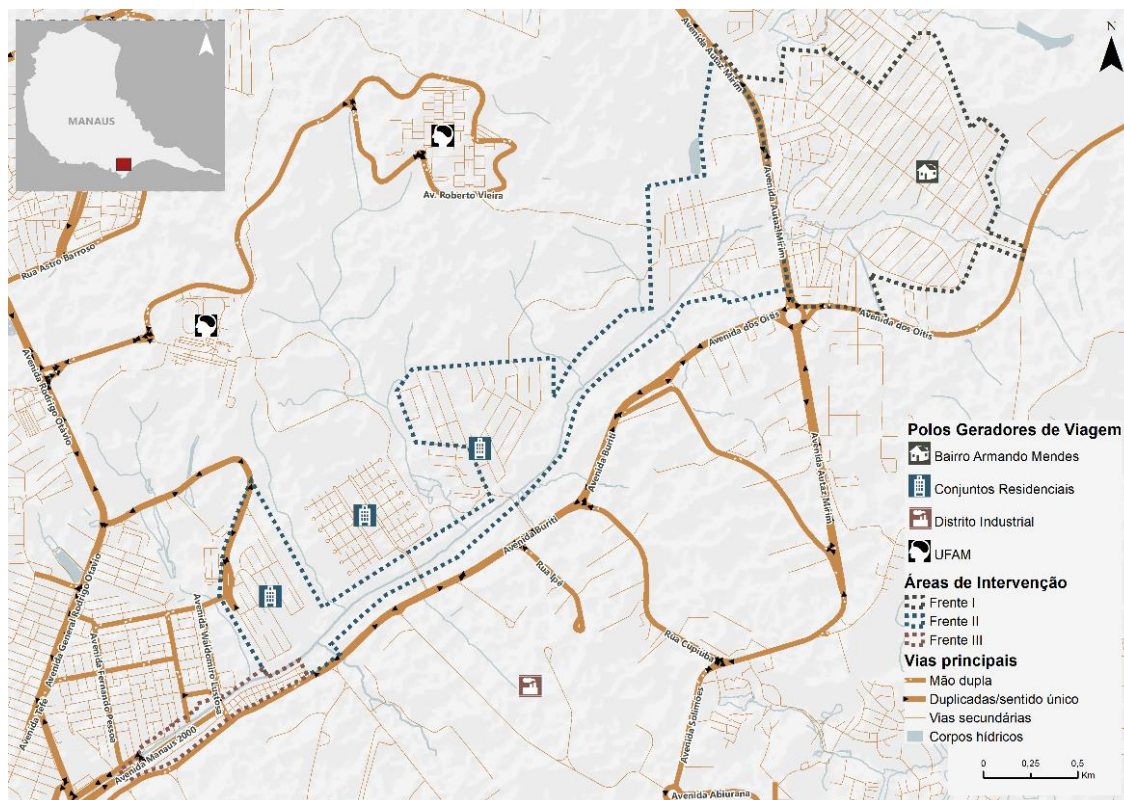 MANAUS
N
Avenida Autaz Mirim
Av. Roberto Vieira
Avenida Autaz Mirim
Rua Astro Barroso
Avenida dos Oitis
Avenida dos Oitis
Avenida Rodrigo Otávio
Avenida Buriti
Avenida Autaz Mirim
Avenida Buriti
Rua Ipê
Avenida General Rodrigo Otávio
Avenida Waldomiro Lustosa
Avenida Fernando Pessoa
Rua Cupiúba
Avenida Tefé
Avenida Solimões
Avenida Manaus 2000
Avenida Abiurana
Polos Geradores de Viagem
Bairro Armando Mendes
Conjuntos Residenciais
Distrito Industrial
UFAM
Áreas de Intervenção
Frente I
Frente II
Frente III
Vias principais
Mão dupla
Duplicadas/sentido único
Vias secundárias
Corpos hídricos
0 0,25 0,5
Km